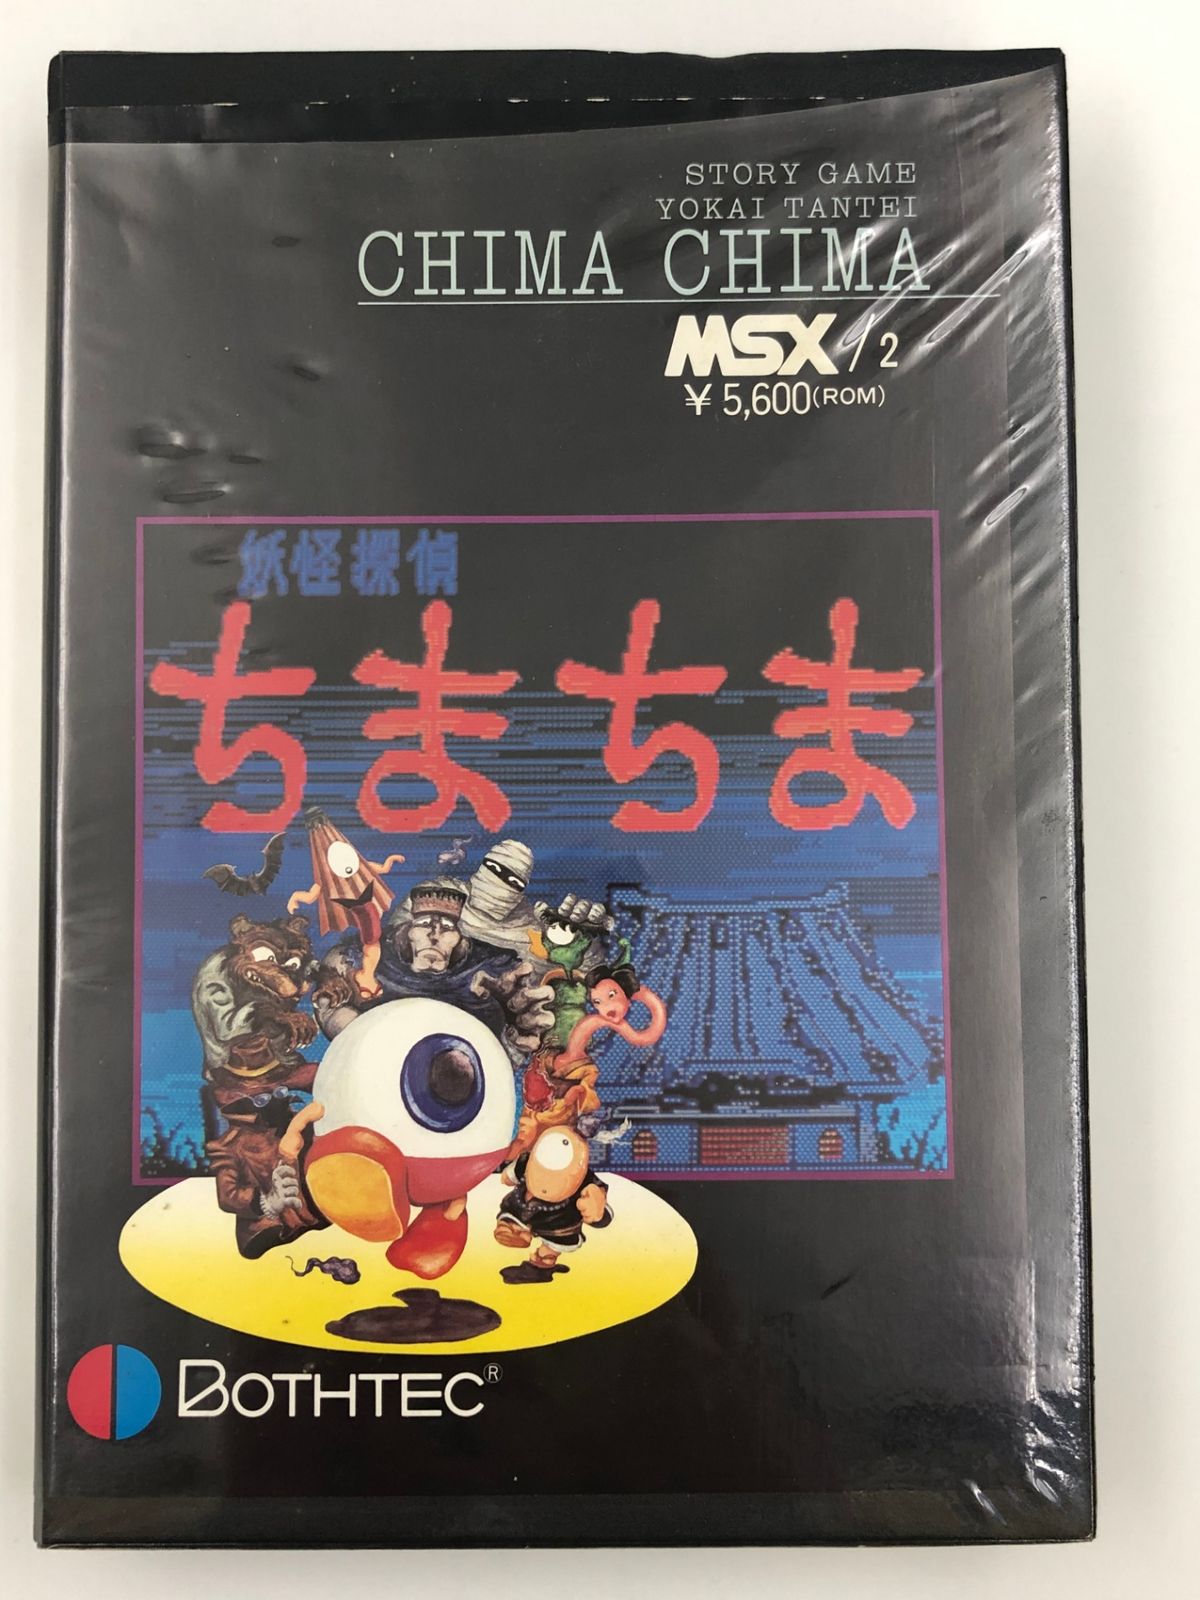 STORY GAME
YOKAI TANTEI
CHIMA CHIMA
MSX/2
¥5,600(ROM)
妖怪探偵
ちまちま
BOTHTEC®